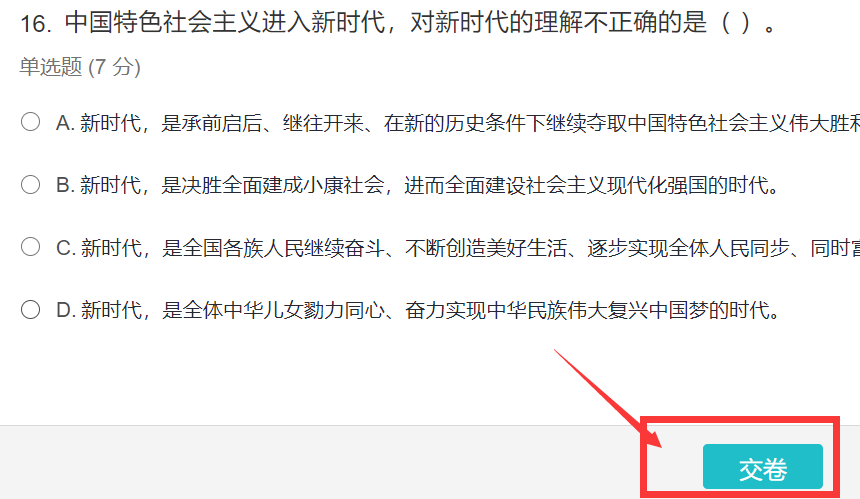 16. 中国特色社会主义进入新时代，对新时代的理解不正确的是（ ）。
单选题 (7 分)
A. 新时代，是承前启后、继往开来、在新的历史条件下继续夺取中国特色社会主义伟大胜
B. 新时代，是决胜全面建成小康社会，进而全面建设社会主义现代化强国的时代。
C. 新时代，是全国各族人民继续奋斗、不断创造美好生活、逐步实现全体人民同步、同时
D. 新时代，是全体中华儿女勠力同心、奋力实现中华民族伟大复兴中国梦的时代。
交卷